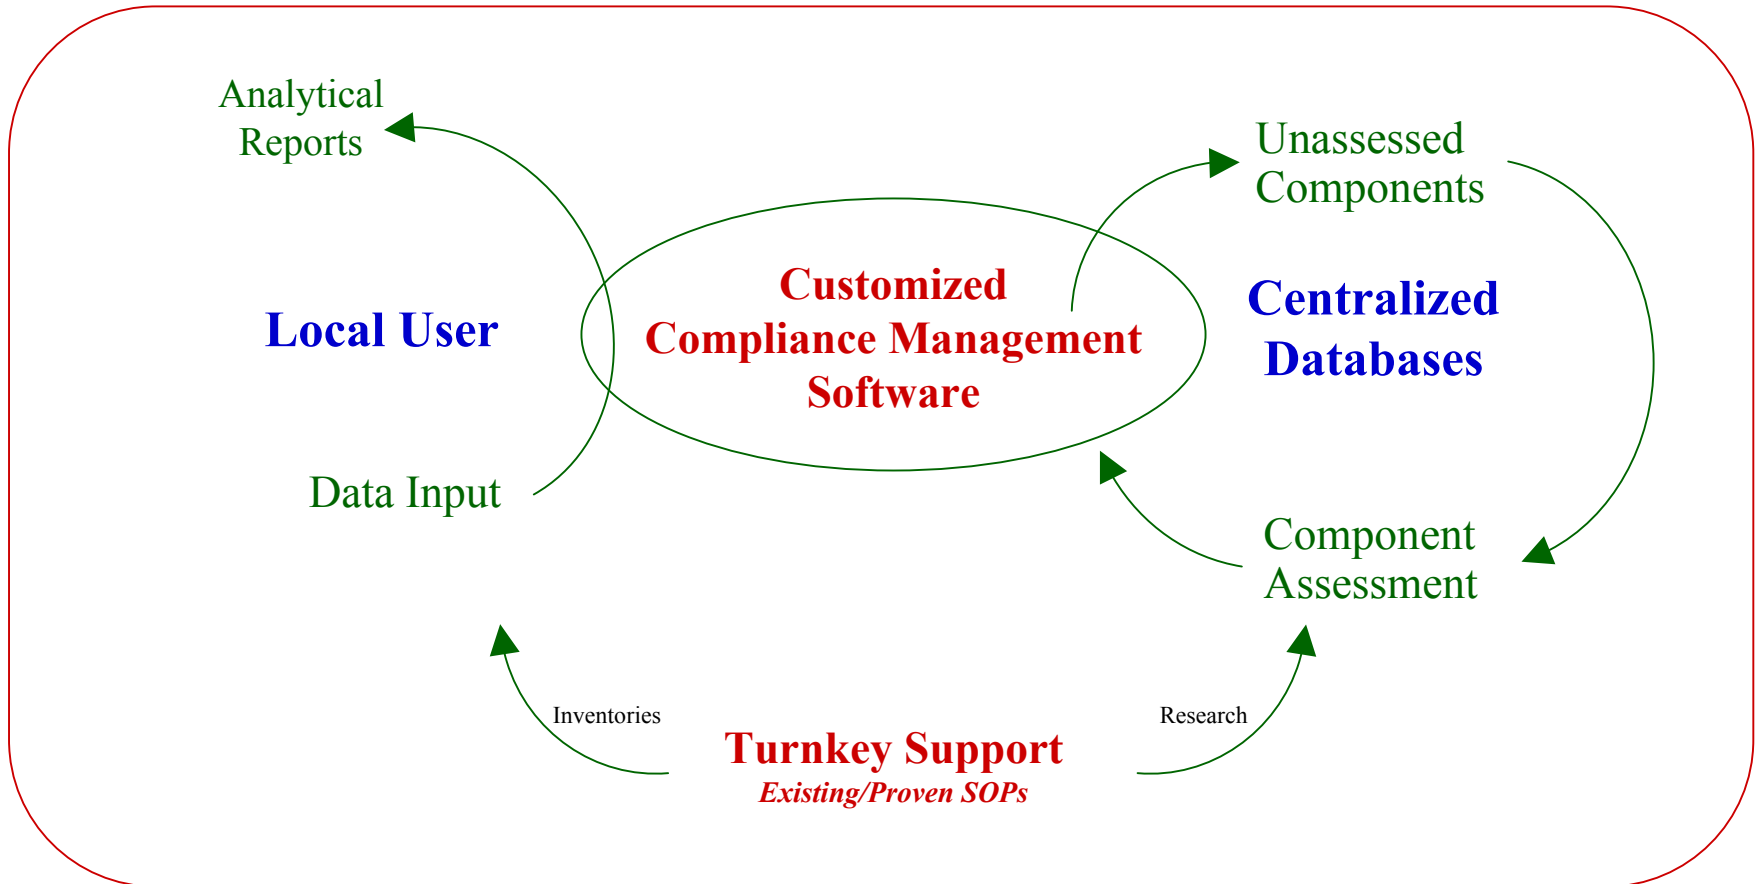 Analytical
Reports
Unassessed
Components
Customized
Compliance Management
Software
Local User
Centralized
Databases
Data Input
Component
Assessment
Inventories
Research
Turnkey Support
Existing/Proven SOPs